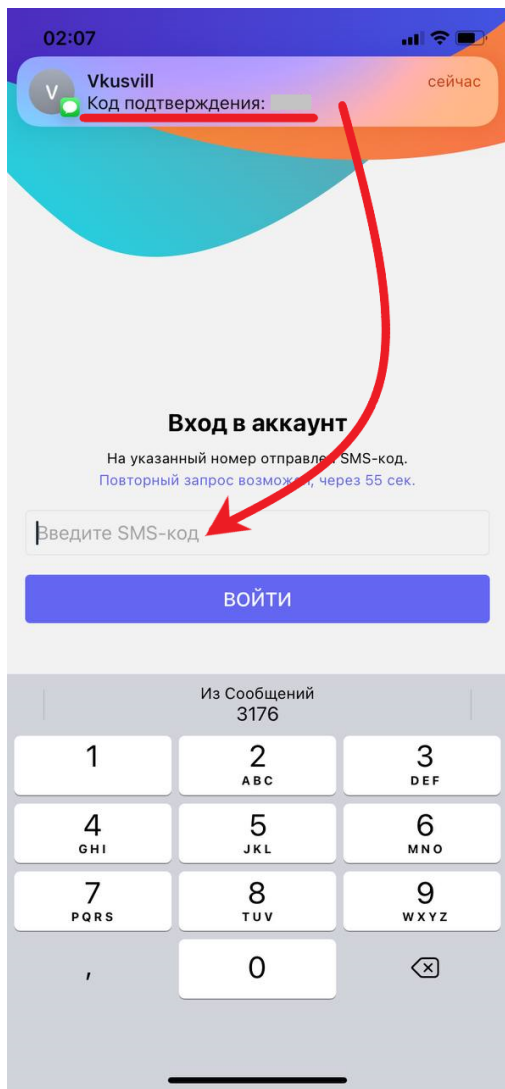 02:07
Vkusvill
сейчас
V
Код подтверждения:
Вход в аккаунт
На указанный номер отправлен SMS-код.
Повторный запрос возможен, через 55 сек.
Введите SMS-код
ВОЙТИ
Из Сообщений
3176
1 2 3
ABC DEF
4 5 6
GHI JKL MNO
7 8 9
PQRS TUV WXYZ
, 0